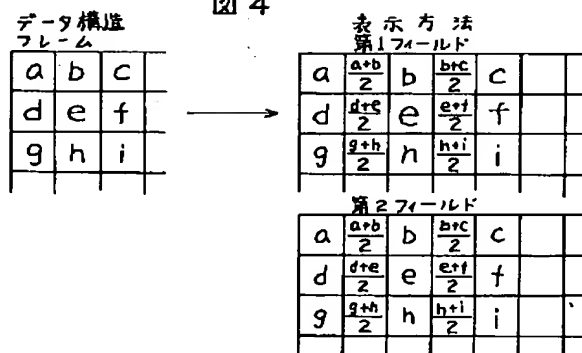 図4
データ構造
フレーム
a b c
d e f
g h i
表示方法
第1フィールド
a (a+b)/2 b (b+c)/2 c
d (d+e)/2 e (e+f)/2 f
g (g+h)/2 h (h+i)/2 i
第2フィールド
a (a+b)/2 b (b+c)/2 c
d (d+e)/2 e (e+f)/2 f
g (g+h)/2 h (h+i)/2 i